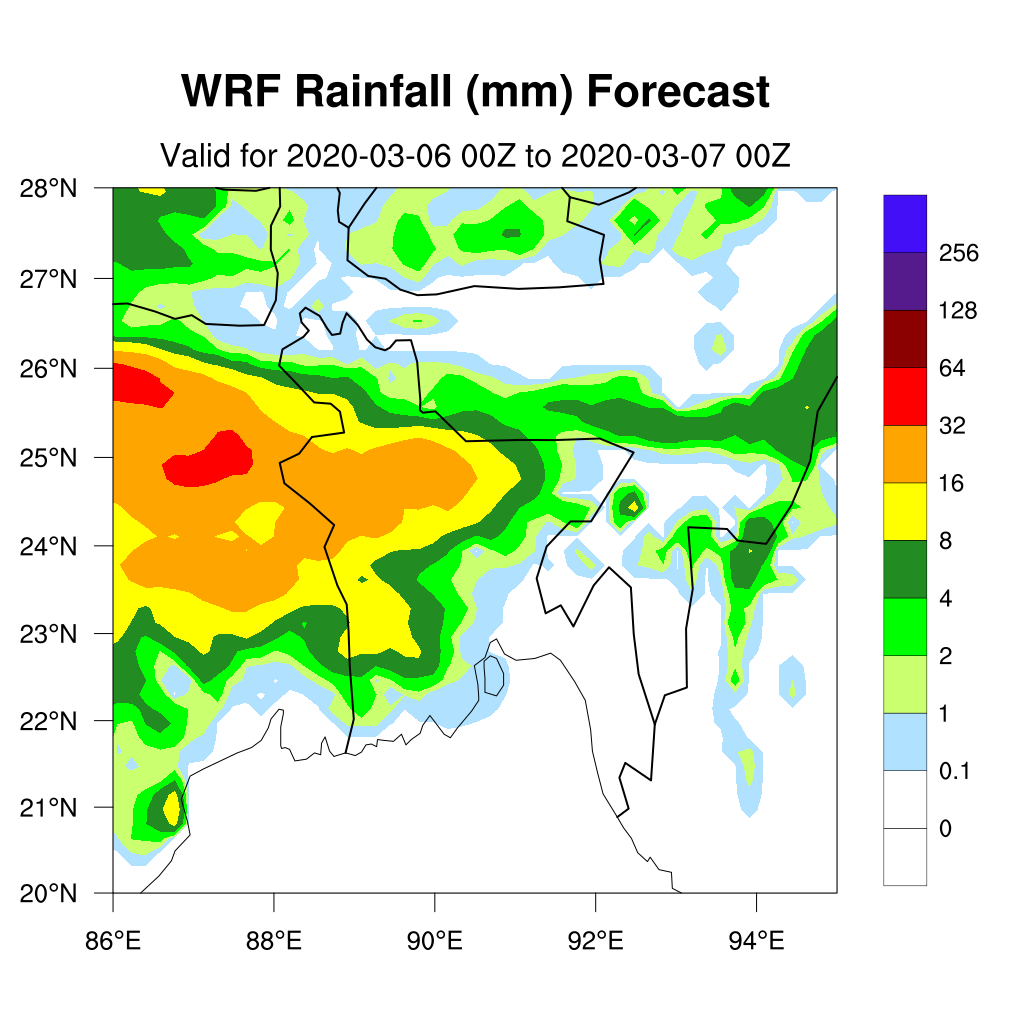 WRF Rainfall (mm) Forecast
Valid for 2020-03-06 00Z to 2020-03-07 00Z
28°N
27°N
26°N
25°N
24°N
23°N
22°N
21°N
20°N
86°E
88°E
90°E
92°E
94°E
256
128
64
32
16
8
4
2
1
0.1
0